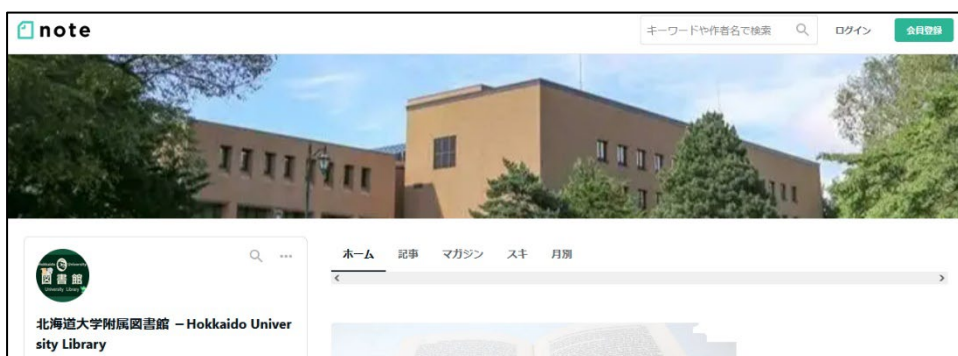 note
キーワードや作者名で検索
ログイン
会員登録
ホーム 記事 マガジン スキ 月別
図書館
University Library
北海道大学附属図書館 －Hokkaido Univer
sity Library